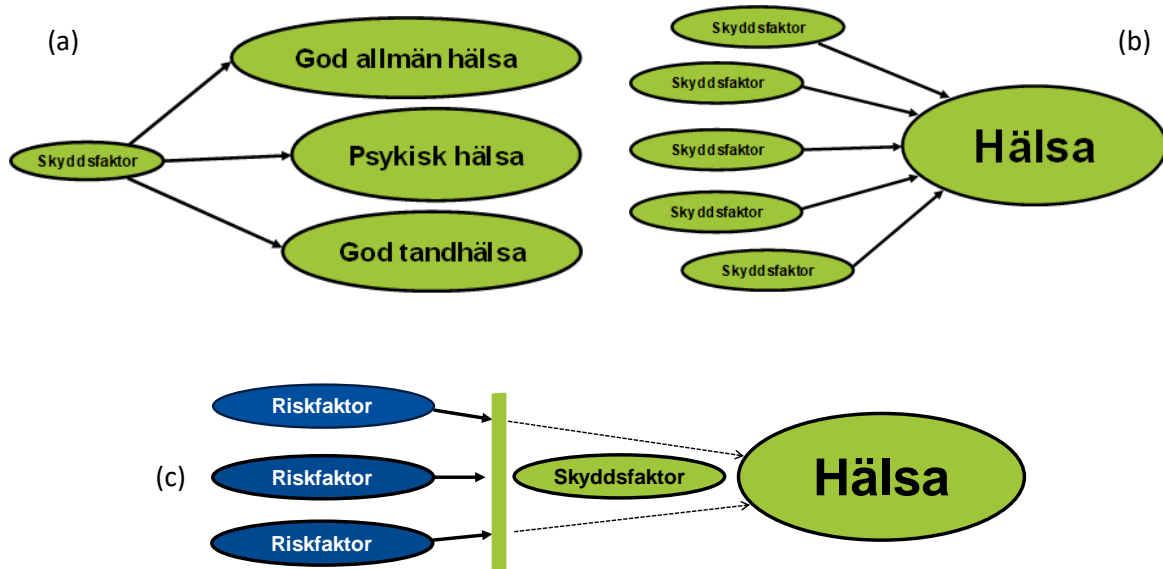 (a)
God allmän hälsa
Skyddsfaktor
Psykisk hälsa
God tandhälsa
(b)
Skyddsfaktor
Skyddsfaktor
Skyddsfaktor
Skyddsfaktor
Skyddsfaktor
Hälsa
(c)
Riskfaktor
Riskfaktor
Riskfaktor
Skyddsfaktor
Hälsa